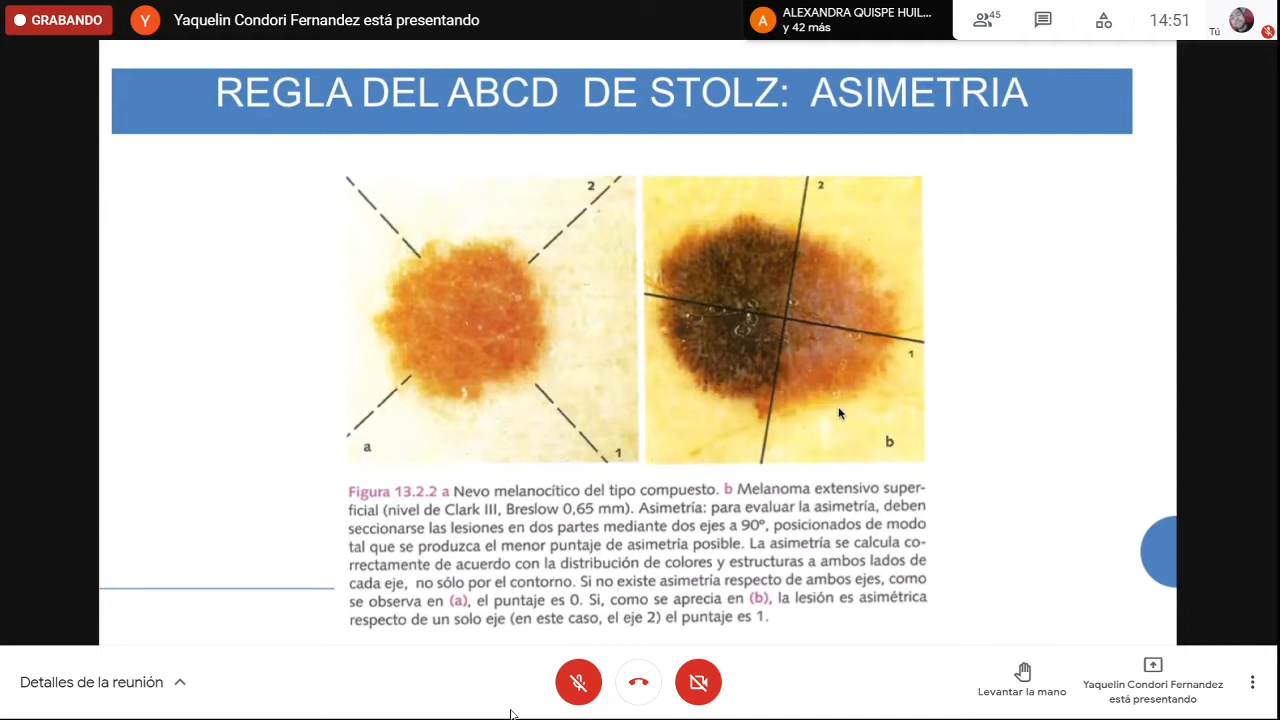 GRABANDO
Y
Yaquelin Condori Fernandez está presentando
A
ALEXANDRA QUISPE HUIL...
y 42 más
45
14:51
Tú
REGLA DEL ABCD DE STOLZ: ASIMETRIA
2
a
1
2
1
b
Figura 13.2.2 a Nevo melanocítico del tipo compuesto. b Melanoma extensivo super-
ficial (nivel de Clark III, Breslow 0,65 mm). Asimetría: para evaluar la asimetría, deben
seccionarse las lesiones en dos partes mediante dos ejes a 90º, posicionados de modo
tal que se produzca el menor puntaje de asimetría posible. La asimetría se calcula co-
rrectamente de acuerdo con la distribución de colores y estructuras a ambos lados de
cada eje, no sólo por el contorno. Si no existe asimetría respecto de ambos ejes, como
se observa en (a), el puntaje es 0. Si, como se aprecia en (b), la lesión es asimétrica
respecto de un solo eje (en este caso, el eje 2) el puntaje es 1.
Detalles de la reunión
Levantar la mano
Yaquelin Condori Fernandez
está presentando